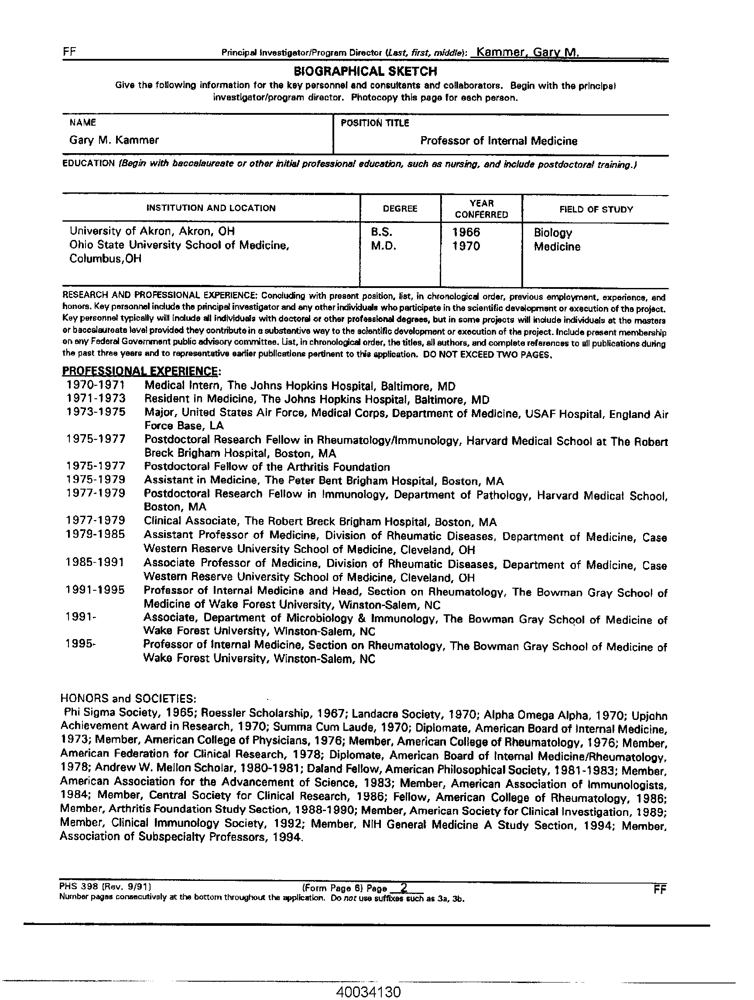 FF Principal Investigator/Program Director (Last, first, middle): Kammer, Gary M.
BIOGRAPHICAL SKETCH
Give the following information for the key personnel and consultants and collaborators. Begin with the principal
investigator/program director. Photocopy this page for each person.
NAME POSITION TITLE
Gary M. Kammer Professor of Internal Medicine
EDUCATION (Begin with baccalaureate or other initial professional education, such as nursing, and include postdoctoral training.)
INSTITUTION AND LOCATION DEGREE YEAR CONFERRED FIELD OF STUDY
University of Akron, Akron, OH B.S. 1966 Biology
Ohio State University School of Medicine, M.D. 1970 Medicine
Columbus,OH
RESEARCH AND PROFESSIONAL EXPERIENCE: Concluding with present position, list, in chronological order, previous employment, experience, and
honors. Key personnel include the principal investigator and any other individuals who participate in the scientific development or execution of the project.
Key personnel typically will include all individuals with doctoral or other professional degrees, but in some projects will include individuals at the masters
or baccalaureate level provided they contribute in a substantive way to the scientific development or execution of the project. Include present membership
on any Federal Government public advisory committee. List, in chronological order, the titles, all authors, and complete references to all publications during
the past three years and to representative earlier publications pertinent to this application. DO NOT EXCEED TWO PAGES.
PROFESSIONAL EXPERIENCE:
1970-1971 Medical Intern, The Johns Hopkins Hospital, Baltimore, MD
1971-1973 Resident in Medicine, The Johns Hopkins Hospital, Baltimore, MD
1973-1975 Major, United States Air Force, Medical Corps, Department of Medicine, USAF Hospital, England Air
Force Base, LA
1975-1977 Postdoctoral Research Fellow in Rheumatology/Immunology, Harvard Medical School at The Robert
Breck Brigham Hospital, Boston, MA
1975-1977 Postdoctoral Fellow of the Arthritis Foundation
1975-1979 Assistant in Medicine, The Peter Bent Brigham Hospital, Boston, MA
1977-1979 Postdoctoral Research Fellow in Immunology, Department of Pathology, Harvard Medical School,
Boston, MA
1977-1979 Clinical Associate, The Robert Breck Brigham Hospital, Boston, MA
1979-1985 Assistant Professor of Medicine, Division of Rheumatic Diseases, Department of Medicine, Case
Western Reserve University School of Medicine, Cleveland, OH
1985-1991 Associate Professor of Medicine, Division of Rheumatic Diseases, Department of Medicine, Case
Western Reserve University School of Medicine, Cleveland, OH
1991-1995 Professor of Internal Medicine and Head, Section on Rheumatology, The Bowman Gray School of
Medicine of Wake Forest University, Winston-Salem, NC
1991- Associate, Department of Microbiology & Immunology, The Bowman Gray School of Medicine of
Wake Forest University, Winston-Salem, NC
1995- Professor of Internal Medicine, Section on Rheumatology, The Bowman Gray School of Medicine of
Wake Forest University, Winston-Salem, NC
HONORS and SOCIETIES:
Phi Sigma Society, 1965; Roessler Scholarship, 1967; Landacre Society, 1970; Alpha Omega Alpha, 1970; Upjohn
Achievement Award in Research, 1970; Summa Cum Laude, 1970; Diplomate, American Board of Internal Medicine,
1973; Member, American College of Physicians, 1976; Member, American College of Rheumatology, 1976; Member,
American Federation for Clinical Research, 1978; Diplomate, American Board of Internal Medicine/Rheumatology,
1978; Andrew W. Mellon Scholar, 1980-1981; Daland Fellow, American Philosophical Society, 1981-1983; Member,
American Association for the Advancement of Science, 1983; Member, American Association of Immunologists,
1984; Member, Central Society for Clinical Research, 1986; Fellow, American College of Rheumatology, 1986;
Member, Arthritis Foundation Study Section, 1988-1990; Member, American Society for Clinical Investigation, 1989;
Member, Clinical Immunology Society, 1992; Member, NIH General Medicine A Study Section, 1994; Member,
Association of Subspecialty Professors, 1994.
PHS 398 (Rev. 9/91) (Form Page 6) Page 2 FF
Number pages consecutively at the bottom throughout the application. Do not use suffixes such as 3a, 3b.
40034130